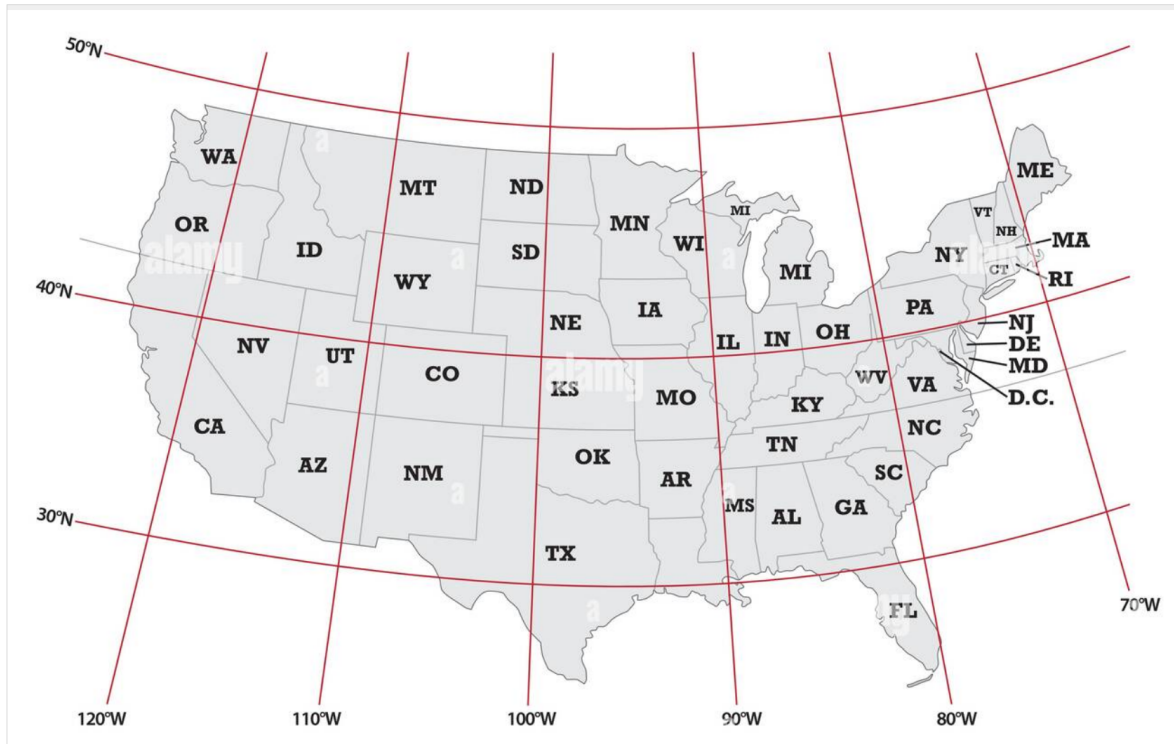 50°N
WA
MT
ND
ME
OR
ID
MN
MI
VT
NH
MA
SD
WI
NY
CT
RI
alamy
a
alamy
WY
MI
40°N
NE
IA
PA
NJ
NV
UT
CO
IL
IN
OH
DE
MD
KS
alamy
MO
KY
WV
VA
D.C.
CA
AZ
NM
OK
TN
NC
AR
SC
MS
AL
GA
30°N
TX
FL
70°W
120°W
110°W
100°W
90°W
80°W